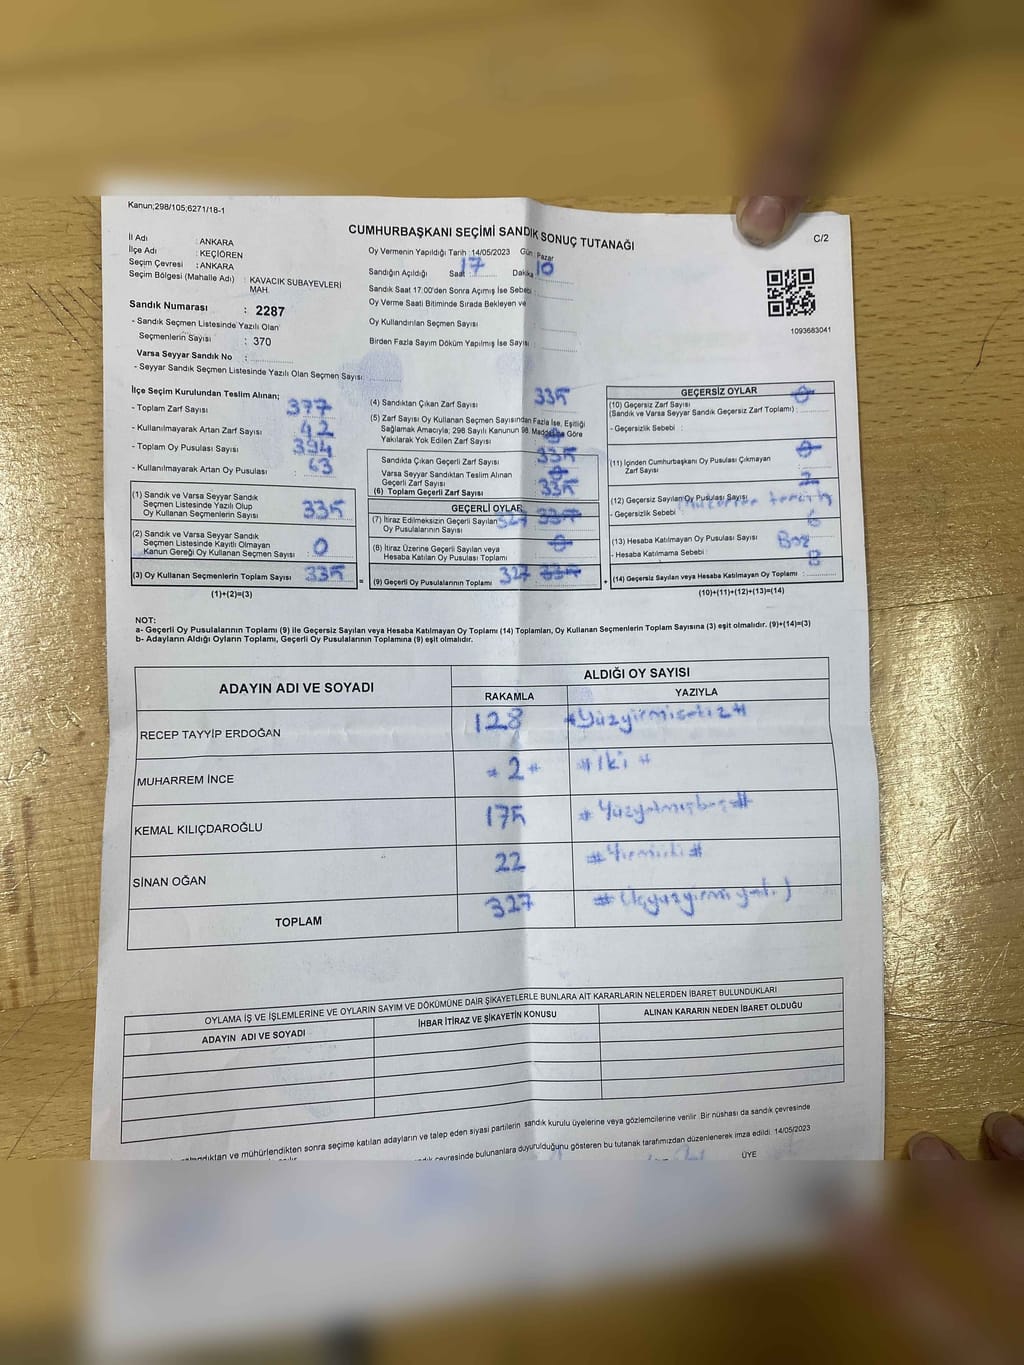 Kanun;298/105;6271/18-1
CUMHURBAŞKANI SEÇİMİ SANDIK SONUÇ TUTANAĞI
C/2
İl Adı : ANKARA
İlçe Adı : KEÇİÖREN
Seçim Çevresi : ANKARA
Seçim Bölgesi (Mahalle Adı) : KAVACIK SUBAYEVLERİ MAH.
Oy Vermenin Yapıldığı Tarih :14/05/2023 Gün : Pazar
Sandığın Açıldığı Saat 17 Dakika 10
Sandık Saat 17:00'den Sonra Açımış İse Sebebi :
Oy Verme Saati Bitiminde Sırada Bekleyen ve
Oy Kullandırılan Seçmen Sayısı :
Birden Fazla Sayım Döküm Yapılmış İse Sayısı :
1093683041
Sandık Numarası : 2287
- Sandık Seçmen Listesinde Yazılı Olan
Seçmenlerin Sayısı : 370
Varsa Seyyar Sandık No :
- Seyyar Sandık Seçmen Listesinde Yazılı Olan Seçmen Sayısı:
İlçe Seçim Kurulundan Teslim Alınan;
- Toplam Zarf Sayısı : 377
- Kullanılmayarak Artan Zarf Sayısı : 42
- Toplam Oy Pusulası Sayısı : 394
- Kullanılmayarak Artan Oy Pusulası : 63
(1) Sandık ve Varsa Seyyar Sandık
Seçmen Listesinde Yazılı Olup
Oy Kullanan Seçmenlerin Sayısı : 335
(2) Sandık ve Varsa Seyyar Sandık
Seçmen Listesinde Kayıtlı Olmayan
Kanun Gereği Oy Kullanan Seçmen Sayısı : 0
(3) Oy Kullanan Seçmenlerin Toplam Sayısı : 335
(1)+(2)=(3)
(4) Sandıktan Çıkan Zarf Sayısı : 335
(5) Zarf Sayısı Oy Kullanan Seçmen Sayısından Fazla İse, Eşitliği
Sağlamak Amacıyla; 298 Sayılı Kanunun 98. Maddesine Göre
Yakılarak Yok Edilen Zarf Sayısı : 0
Sandıkta Çıkan Geçerli Zarf Sayısı : 335
Varsa Seyyar Sandıktan Teslim Alınan
Geçerli Zarf Sayısı : 0
(6) Toplam Geçerli Zarf Sayısı : 335
GEÇERLİ OYLAR
(7) İtiraz Edilmeksizin Geçerli Sayılan 327
Oy Pusulalarının Sayısı
(8) İtiraz Üzerine Geçerli Sayılan veya
Hesaba Katılan Oy Pusulası Toplamı : 0
(9) Geçerli Oy Pusulalarının Toplamı : 327
GEÇERSİZ OYLAR
(10) Geçersiz Zarf Sayısı 0
(Sandık ve Varsa Seyyar Sandık Geçersiz Zarf Toplamı) :
- Geçersizlik Sebebi :
(11) İçinden Cumhurbaşkanı Oy Pusulası Çıkmayan
Zarf Sayısı : 0
(12) Geçersiz Sayılan Oy Pusulası Sayısı : 2
- Geçersizlik Sebebi :
(13) Hesaba Katılmayan Oy Pusulası Sayısı : 6
- Hesaba Katılmama Sebebi : Boş
(14) Geçersiz Sayılan veya Hesaba Katılmayan Oy Toplamı : 8
(10)+(11)+(12)+(13)=(14)
NOT:
a- Geçerli Oy Pusulalarının Toplamı (9) ile Geçersiz Sayılan veya Hesaba Katılmayan Oy Toplamı (14) Toplamları, Oy Kullanan Seçmenlerin Toplam Sayısına (3) eşit olmalıdır. (9)+(14)=(3)
b- Adayların Aldığı Oyların Toplamı, Geçerli Oy Pusulalarının Toplamına (9) eşit olmalıdır.
ADAYIN ADI VE SOYADI
ALDIĞI OY SAYISI
RAKAMLA YAZIYLA
RECEP TAYYİP ERDOĞAN 128 #Yüzyirmisekiz#
MUHARREM İNCE #2# #İki#
KEMAL KILIÇDAROĞLU 175
SİNAN OĞAN 22 #Yirmiiki#
TOPLAM 327
OYLAMA İŞ VE İŞLEMLERİNE VE OYLARIN SAYIM VE DÖKÜMÜNE DAİR ŞİKAYETLERLE BUNLARA AİT KARARLARIN NELERDEN İBARET BULUNDUKLARI
ADAYIN ADI VE SOYADI İHBAR İTİRAZ VE ŞİKAYETİN KONUSU ALINAN KARARIN NEDEN İBARET OLDUĞU
ve mühürlendikten sonra seçime katılan adayların ve talep eden siyasi partilerin sandık kurulu üyelerine veya gözlemcilerine verilir. Bir nüshası da sandık çevresinde
çevresinde bulunanlara duyurulduğunu gösteren bu tutanak tarafımızdan düzenlenerek imza edildi. 14/05/2023
ÜYE